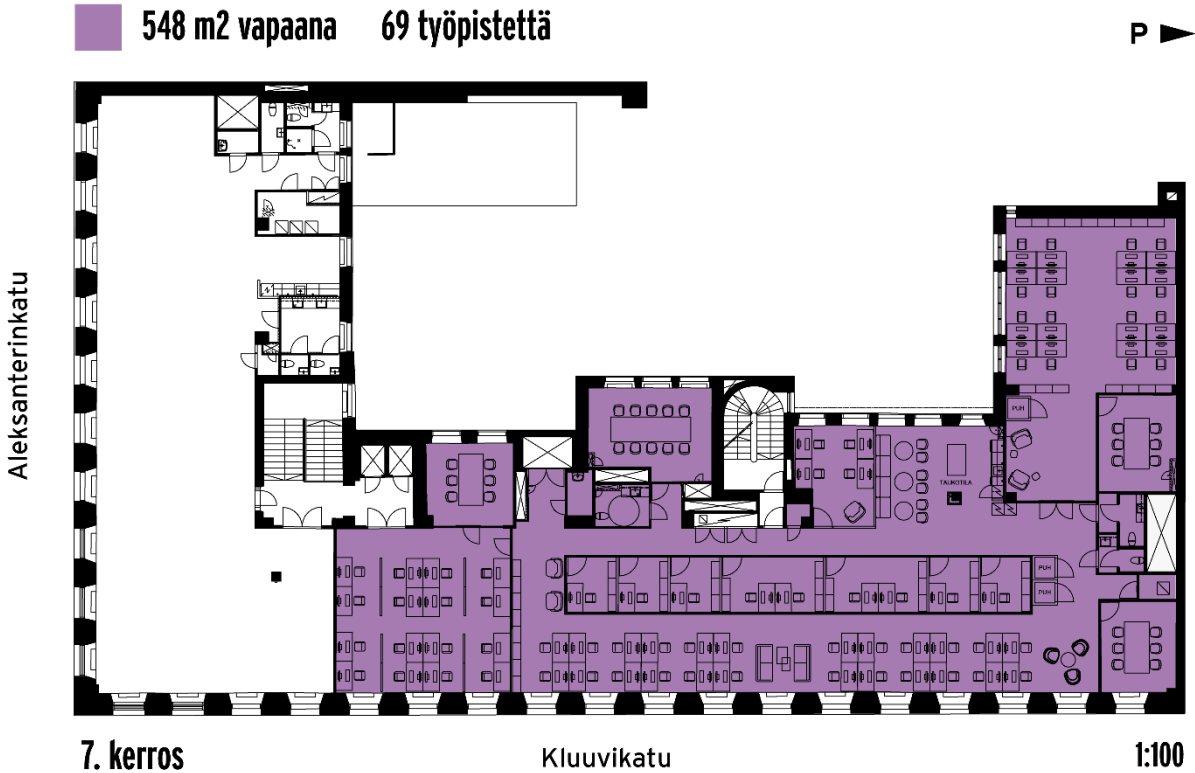 548 m2 vapaana 69 työpistettä
P
Aleksanterinkatu
PUH
TAUKOTILA
PUH
PUH
7. kerros
Kluuvikatu
1:100